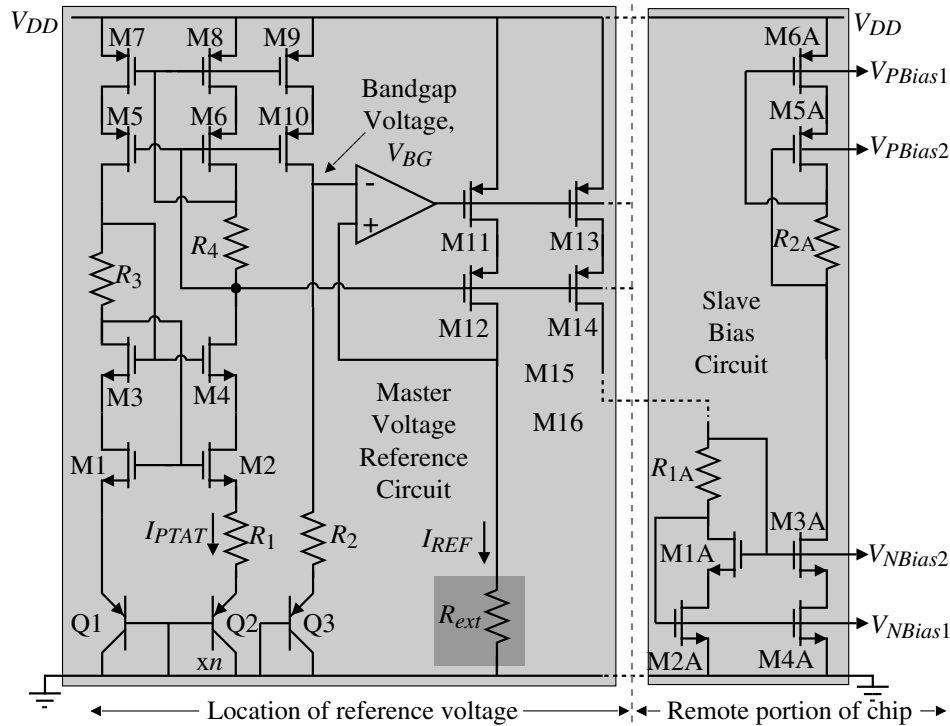 V_DD
M7
M8
M9
M6A
V_DD
V_PBias1
M5
M6
M10
Bandgap
Voltage,
V_BG
M5A
V_PBias2
-
+
R_3
R_4
M11
M13
R_2A
M12
M14
Slave
Bias
Circuit
M3
M4
M15
M16
Master
Voltage
Reference
Circuit
M1
M2
R_1A
I_PTAT
R_1
R_2
I_REF
M3A
M1A
V_NBias2
Q1
Q2
Q3
xn
R_ext
V_NBias1
M2A
M4A
Location of reference voltage
Remote portion of chip